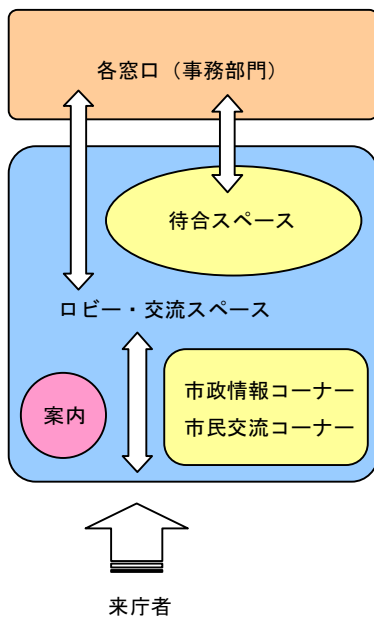 各窓口（事務部門）
待合スペース
ロビー・交流スペース
案内
市政情報コーナー
市民交流コーナー
来庁者